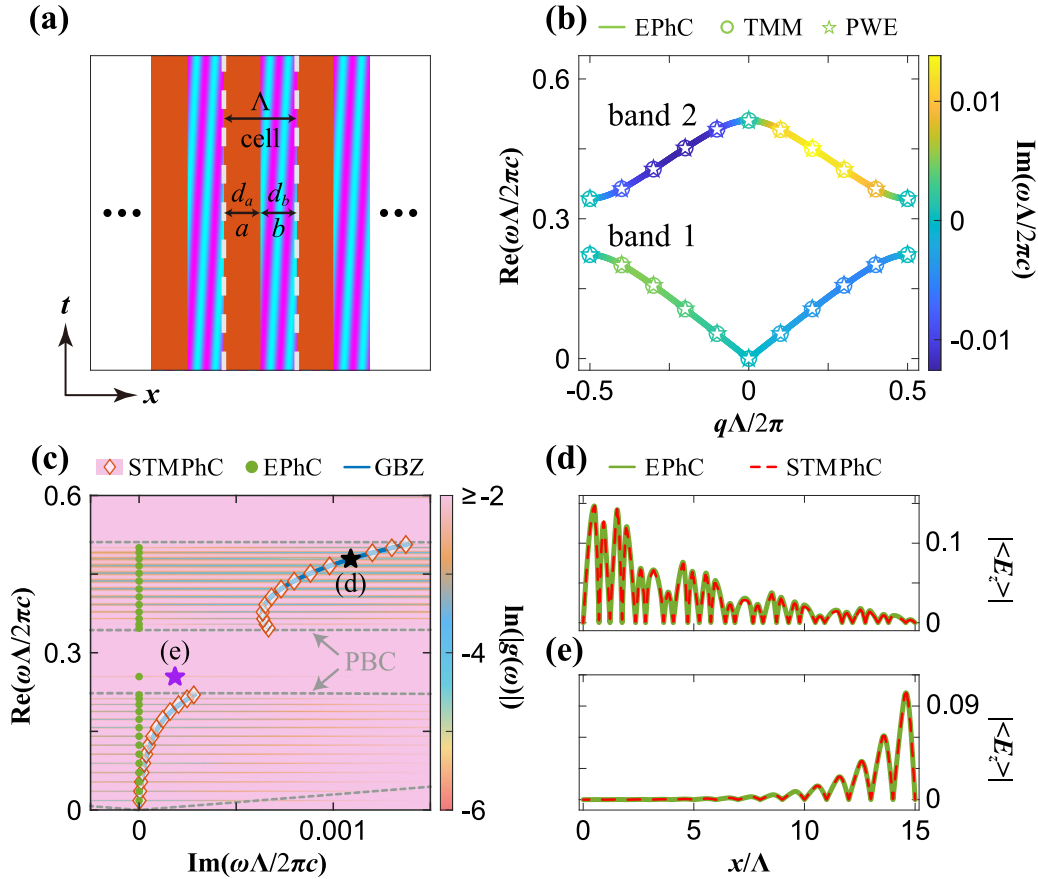 (a)
Λ
cell
d_a
d_b
a
b
t
x
(b)
EPhC
TMM
PWE
band 2
band 1
0.6
0.3
0
Re(ωΛ/2πc)
-0.5
0
0.5
qΛ/2π
0.01
0
-0.01
Im(ωΛ/2πc)
(c)
STMPhC
EPhC
GBZ
0.6
0.3
0
Re(ωΛ/2πc)
(d)
(e)
PBC
0
0.001
Im(ωΛ/2πc)
≥-2
-4
-6
ln(|g(ω)|)
(d)
EPhC
STMPhC
0.1
0
|<E_z>|
(e)
0.09
0
|<E_z>|
0
5
10
15
x/Λ